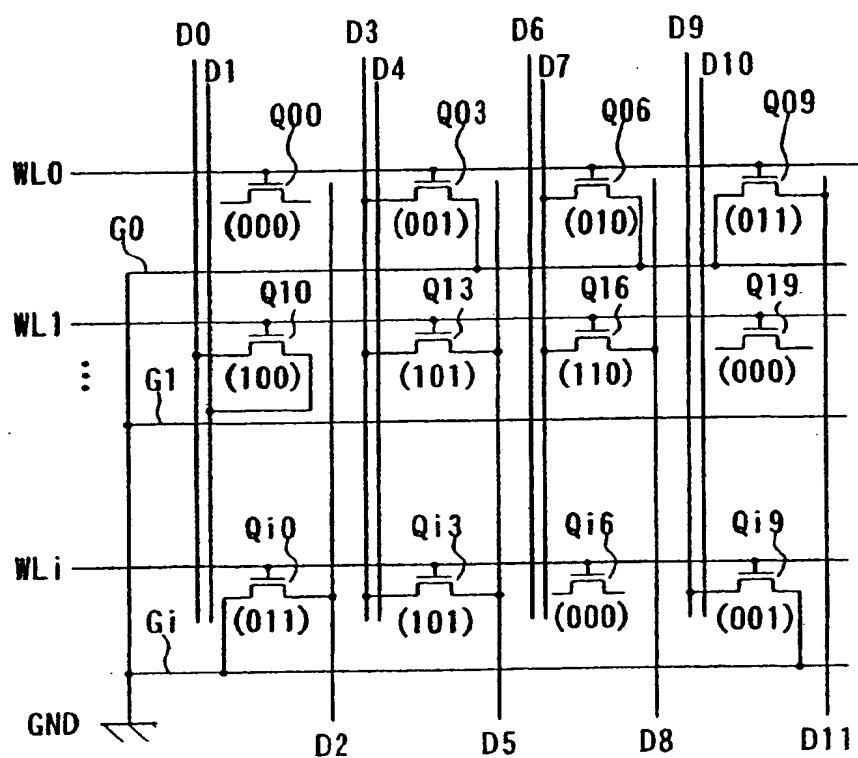 D0 D3 D6 D9
D1 D4 D7 D10
Q00 Q03 Q06 Q09
WL0
(000) (001) (010) (011)
G0
Q10 Q13 Q16 Q19
WL1
(100) (101) (110) (000)
G1
Qi0 Qi3 Qi6 Qi9
WLi
(011) (101) (000) (001)
Gi
GND
D2 D5 D8 D11